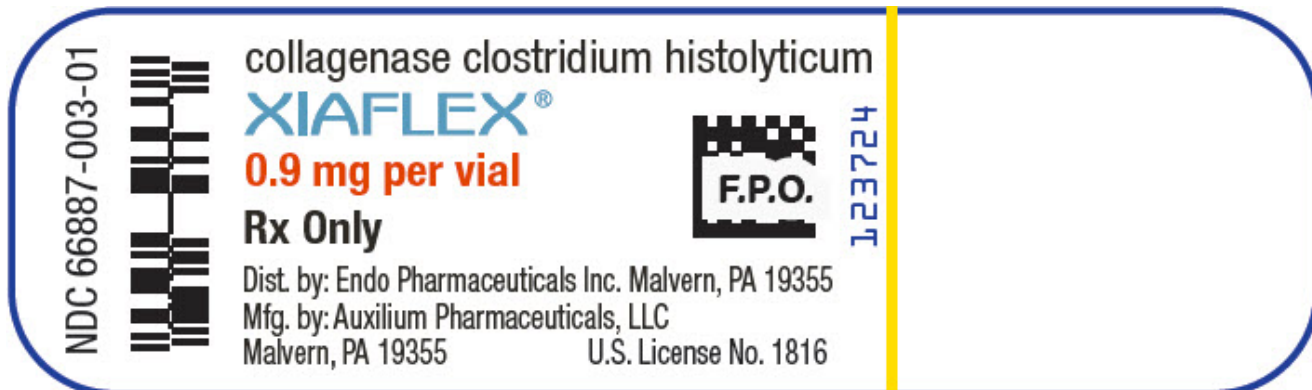 NDC 66887-003-01
collagenase clostridium histolyticum
XIAFLEX®
0.9 mg per vial
Rx Only
Dist. by: Endo Pharmaceuticals Inc. Malvern, PA 19355
Mfg. by: Auxilium Pharmaceuticals, LLC
Malvern, PA 19355 U.S. License No. 1816
F.P.O.
123724